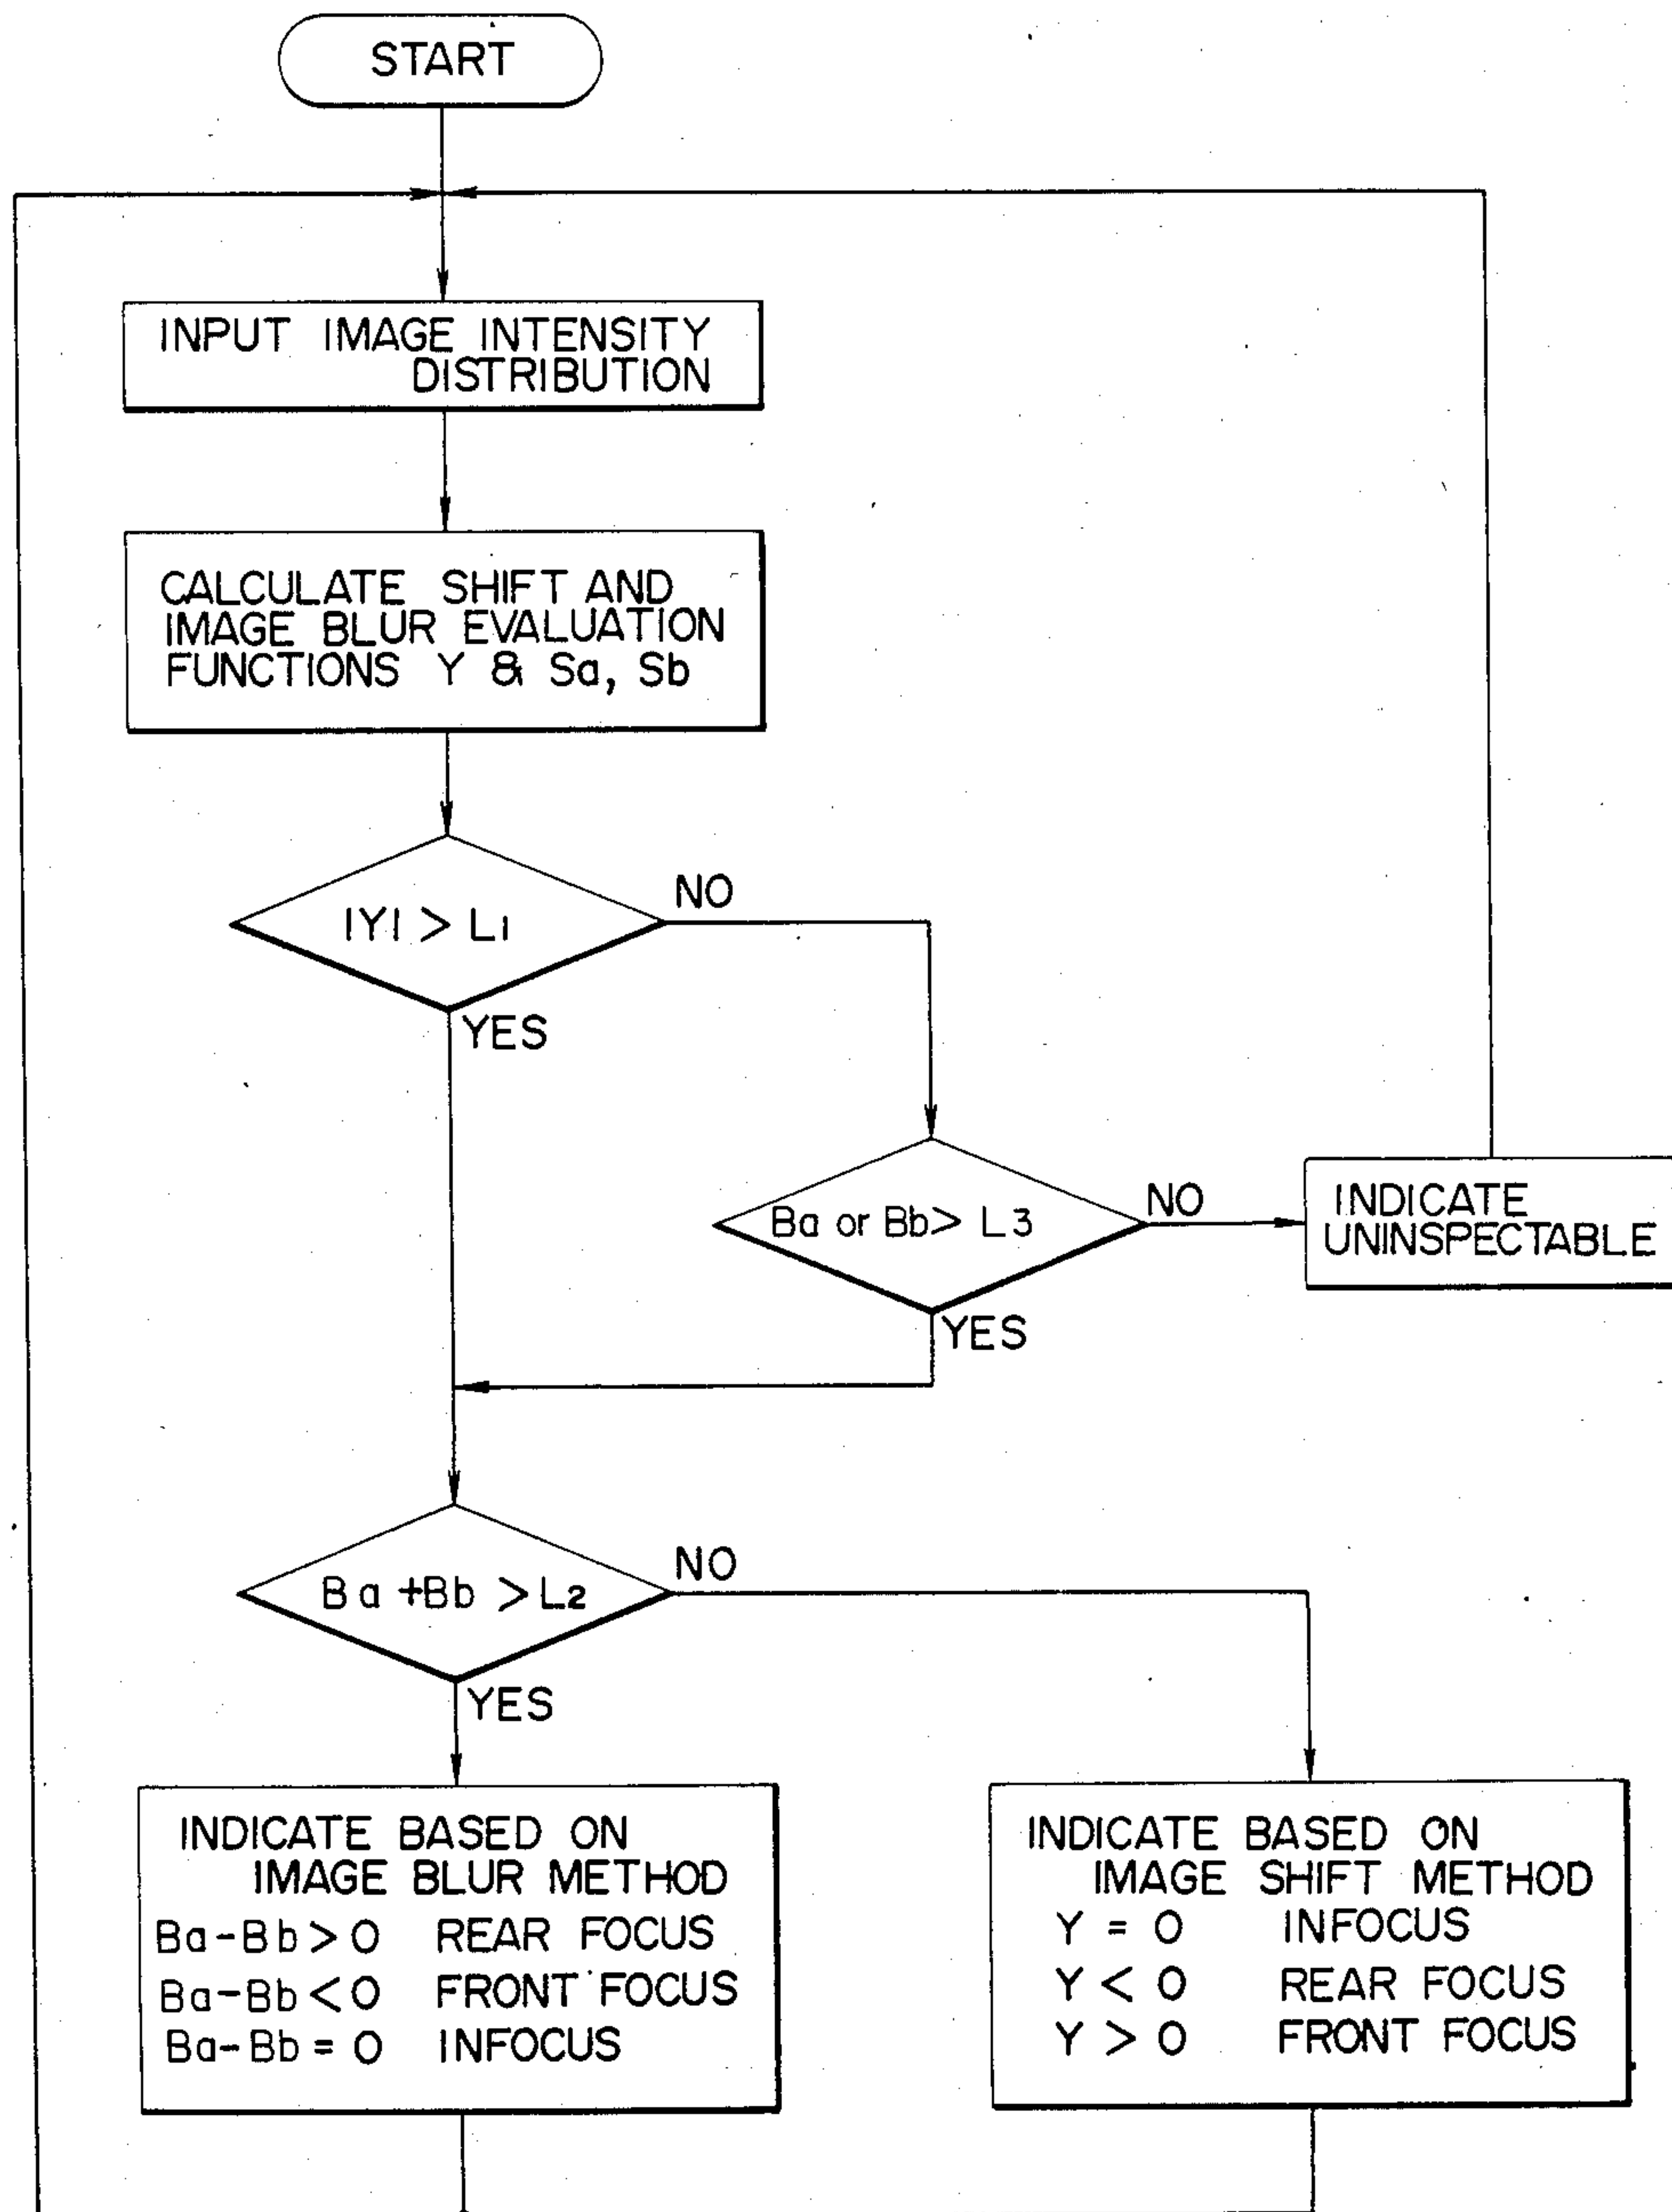 START
INPUT IMAGE INTENSITY
DISTRIBUTION
CALCULATE SHIFT AND
IMAGE BLUR EVALUATION
FUNCTIONS Y & Sa, Sb
|Y| > L1
NO
YES
Ba or Bb > L3
NO
INDICATE
UNINSPECTABLE
YES
Ba + Bb > L2
NO
YES
INDICATE BASED ON
IMAGE BLUR METHOD
Ba-Bb > 0 REAR FOCUS
Ba-Bb < 0 FRONT FOCUS
Ba-Bb = 0 INFOCUS
INDICATE BASED ON
IMAGE SHIFT METHOD
Y = 0 INFOCUS
Y < 0 REAR FOCUS
Y > 0 FRONT FOCUS